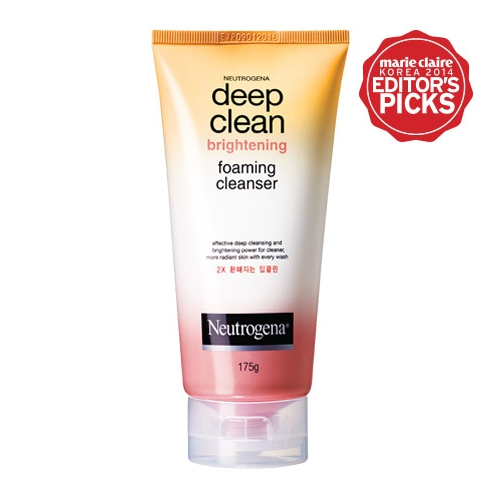 EXP09012016
NEUTROGENA
deep
clean
brightening
foaming
cleanser
effective deep cleansing and
brightening power for cleaner,
more radiant skin with every wash
2X 환해지는 딥클린
Neutrogena®
175g
marie claire
KOREA 2014
EDITOR'S
PICKS